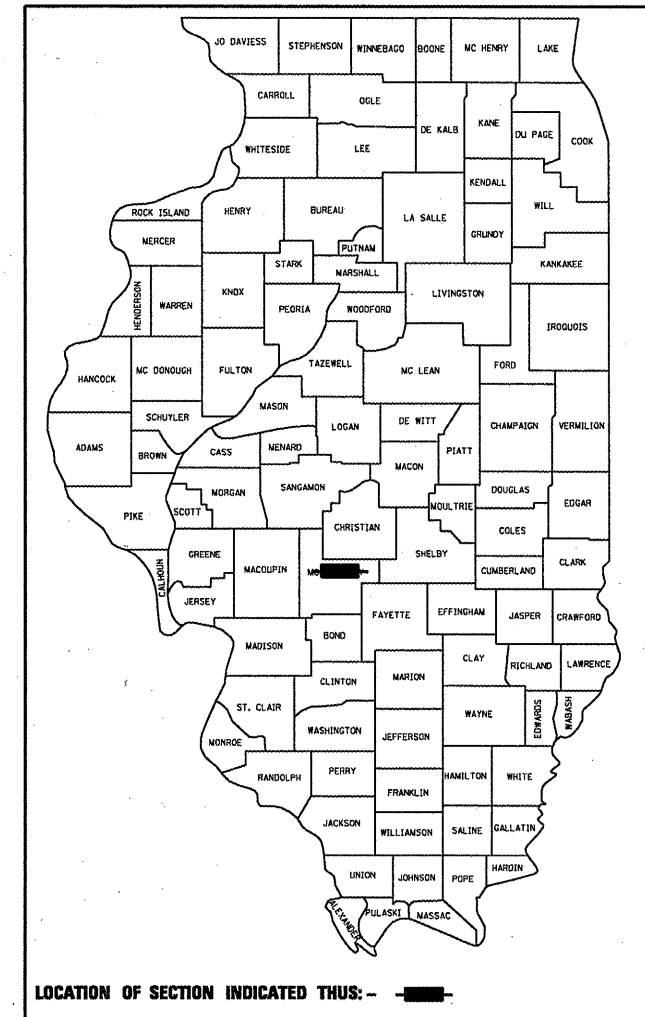 JO DAVIESS
STEPHENSON
WINNEBAGO
BOONE
MC HENRY
LAKE
CARROLL
OGLE
DE KALB
KANE
DU PAGE
COOK
WHITESIDE
LEE
KENDALL
WILL
ROCK ISLAND
HENRY
BUREAU
LA SALLE
GRUNDY
MERCER
PUTNAM
KANKAKEE
STARK
MARSHALL
HENDERSON
WARREN
KNOX
PEORIA
WOODFORD
LIVINGSTON
IROQUOIS
HANCOCK
MC DONOUGH
FULTON
TAZEWELL
MC LEAN
FORD
SCHUYLER
MASON
LOGAN
DE WITT
CHAMPAIGN
VERMILION
ADAMS
BROWN
CASS
MENARD
MACON
PIATT
PIKE
SCOTT
MORGAN
SANGAMON
CHRISTIAN
MOULTRIE
DOUGLAS
COLES
EDGAR
CALHOUN
GREENE
MACOUPIN
SHELBY
CUMBERLAND
CLARK
JERSEY
FAYETTE
EFFINGHAM
JASPER
CRAWFORD
MADISON
BOND
CLAY
RICHLAND
LAWRENCE
CLINTON
MARION
ST. CLAIR
WAYNE
EDWARDS
WABASH
MONROE
WASHINGTON
JEFFERSON
RANDOLPH
PERRY
HAMILTON
WHITE
FRANKLIN
JACKSON
WILLIAMSON
SALINE
GALLATIN
UNION
JOHNSON
POPE
HARDIN
ALEXANDER
PULASKI
MASSAC
LOCATION OF SECTION INDICATED THUS: -